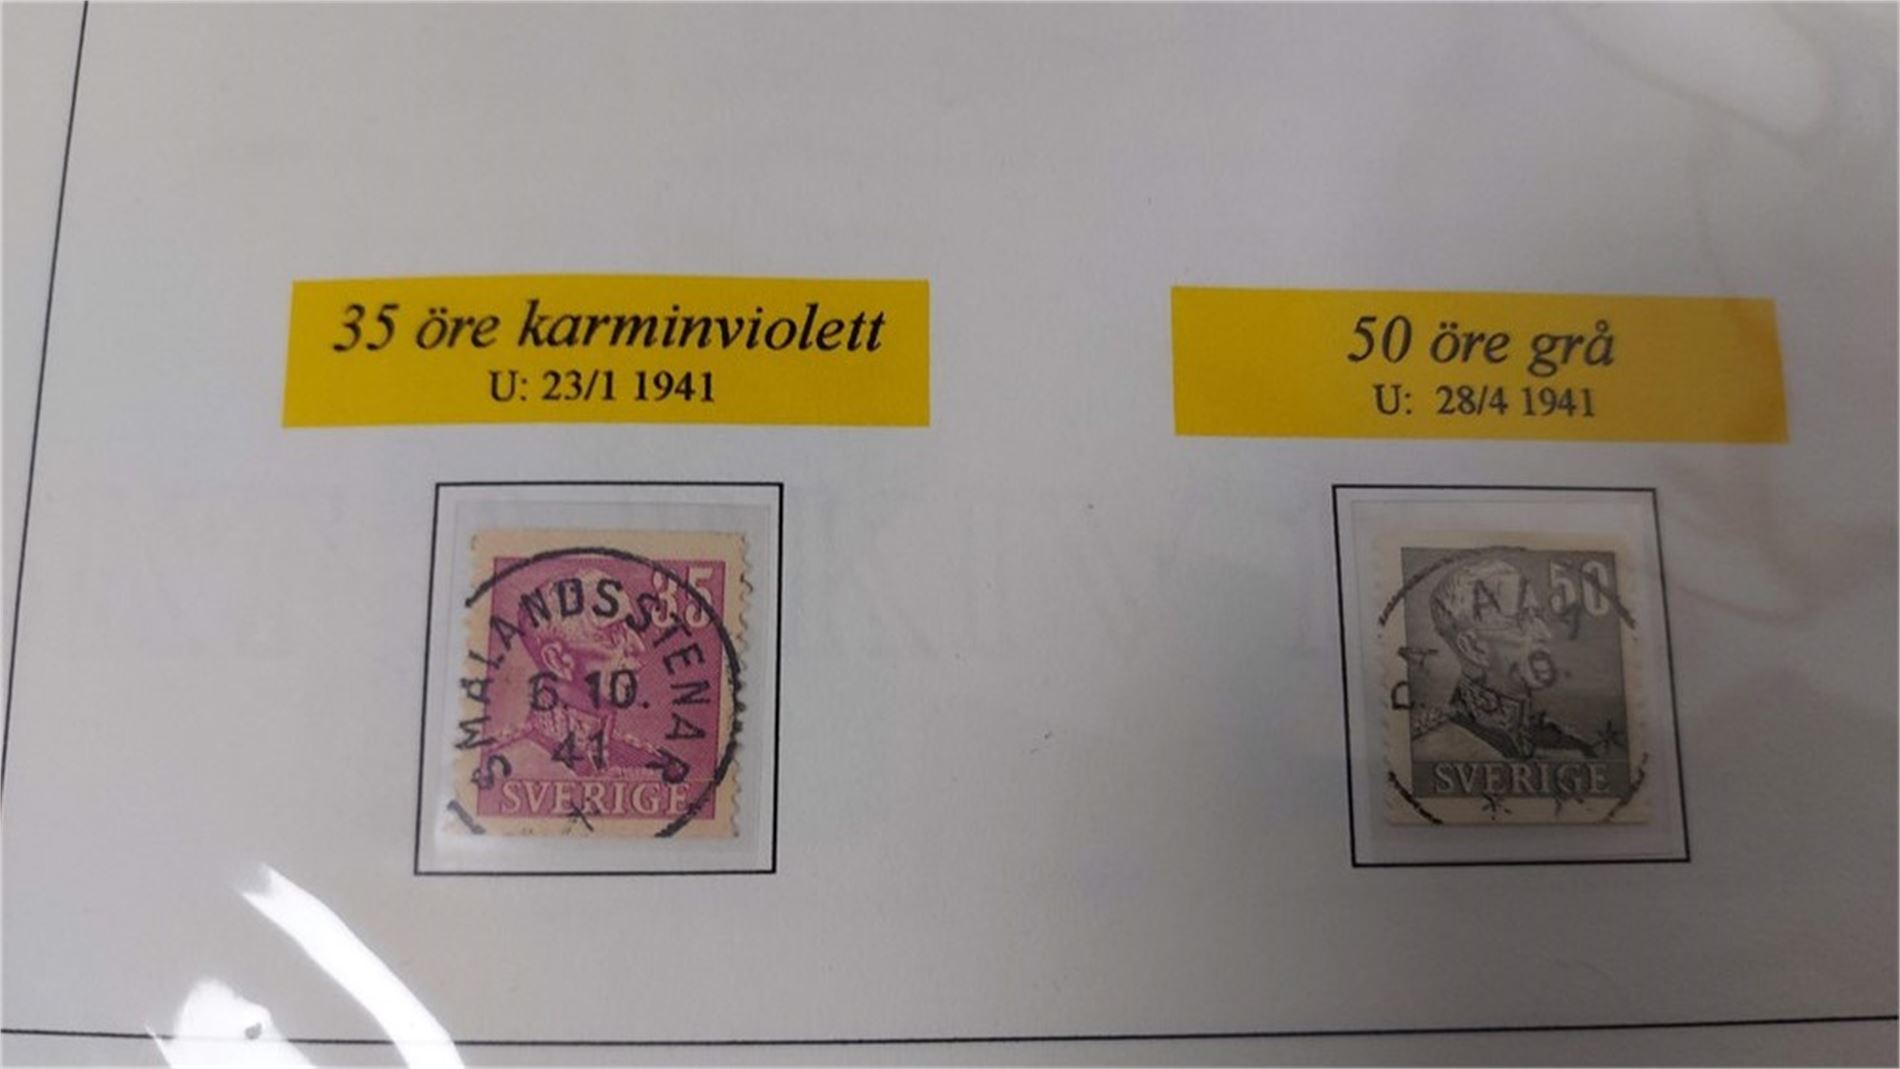 35 öre karminviolett
U: 23/1 1941
50 öre grå
U: 28/4 1941
35
SMÅLANDSSTENAR
6.10.
41
SVERIGE
50
SVERIGE